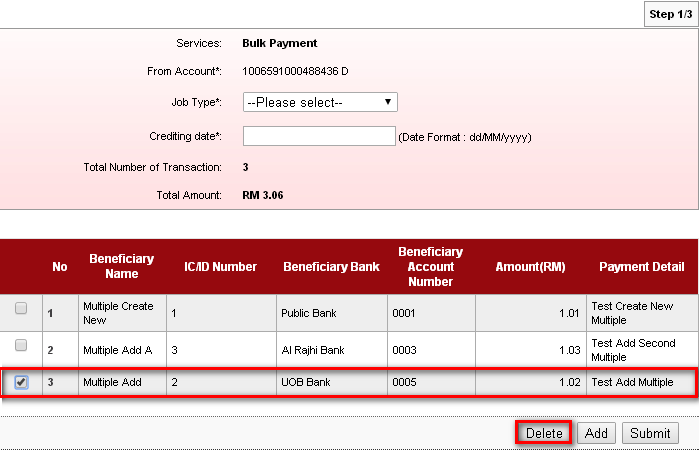 Step 1/3
Services: Bulk Payment
From Account*: 1006591000488436 D
Job Type*: --Please select--
Crediting date*: (Date Format : dd/MM/yyyy)
Total Number of Transaction: 3
Total Amount: RM 3.06
No Beneficiary Name IC/ID Number Beneficiary Bank Beneficiary Account Number Amount(RM) Payment Detail
1 Multiple Create New 1 Public Bank 0001 1.01 Test Create New Multiple
2 Multiple Add A 3 Al Rajhi Bank 0003 1.03 Test Add Second Multiple
3 Multiple Add 2 UOB Bank 0005 1.02 Test Add Multiple
Delete Add Submit